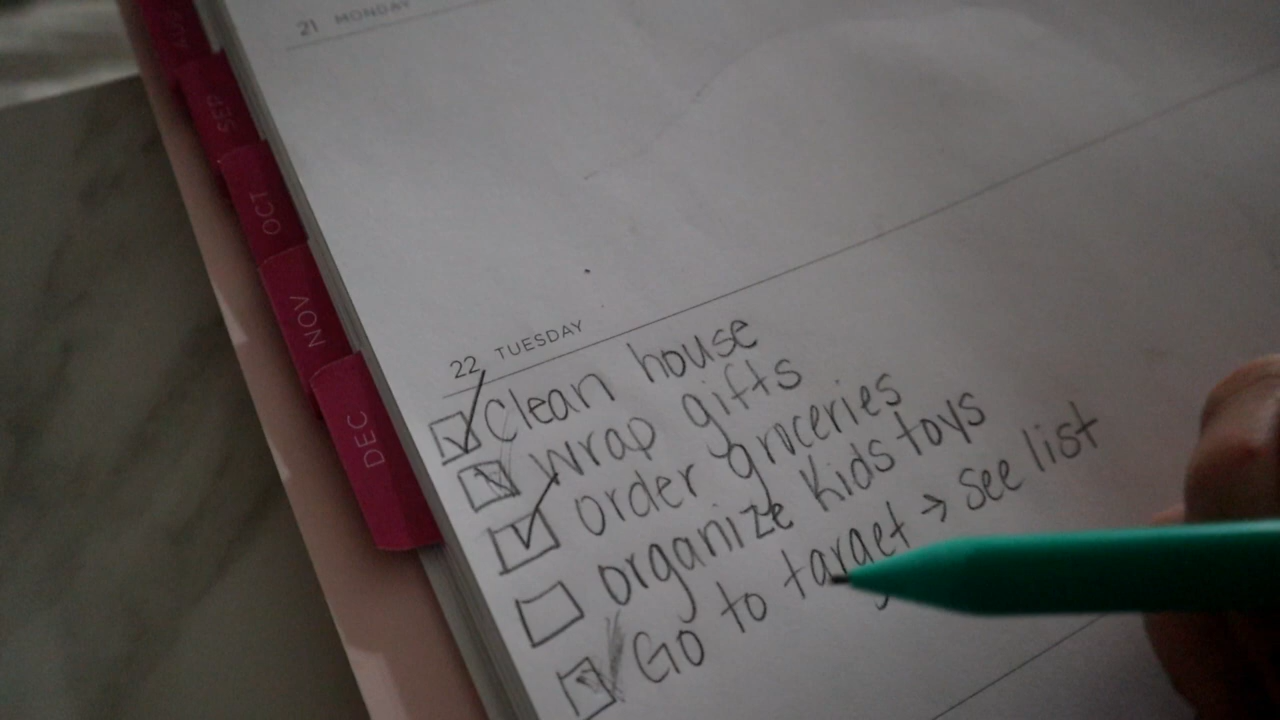 21 MONDAY
AUG
SEP
OCT
NOV
DEC
22 TUESDAY
Clean house
wrap gifts
order groceries
organize kids toys
Go to target → see list